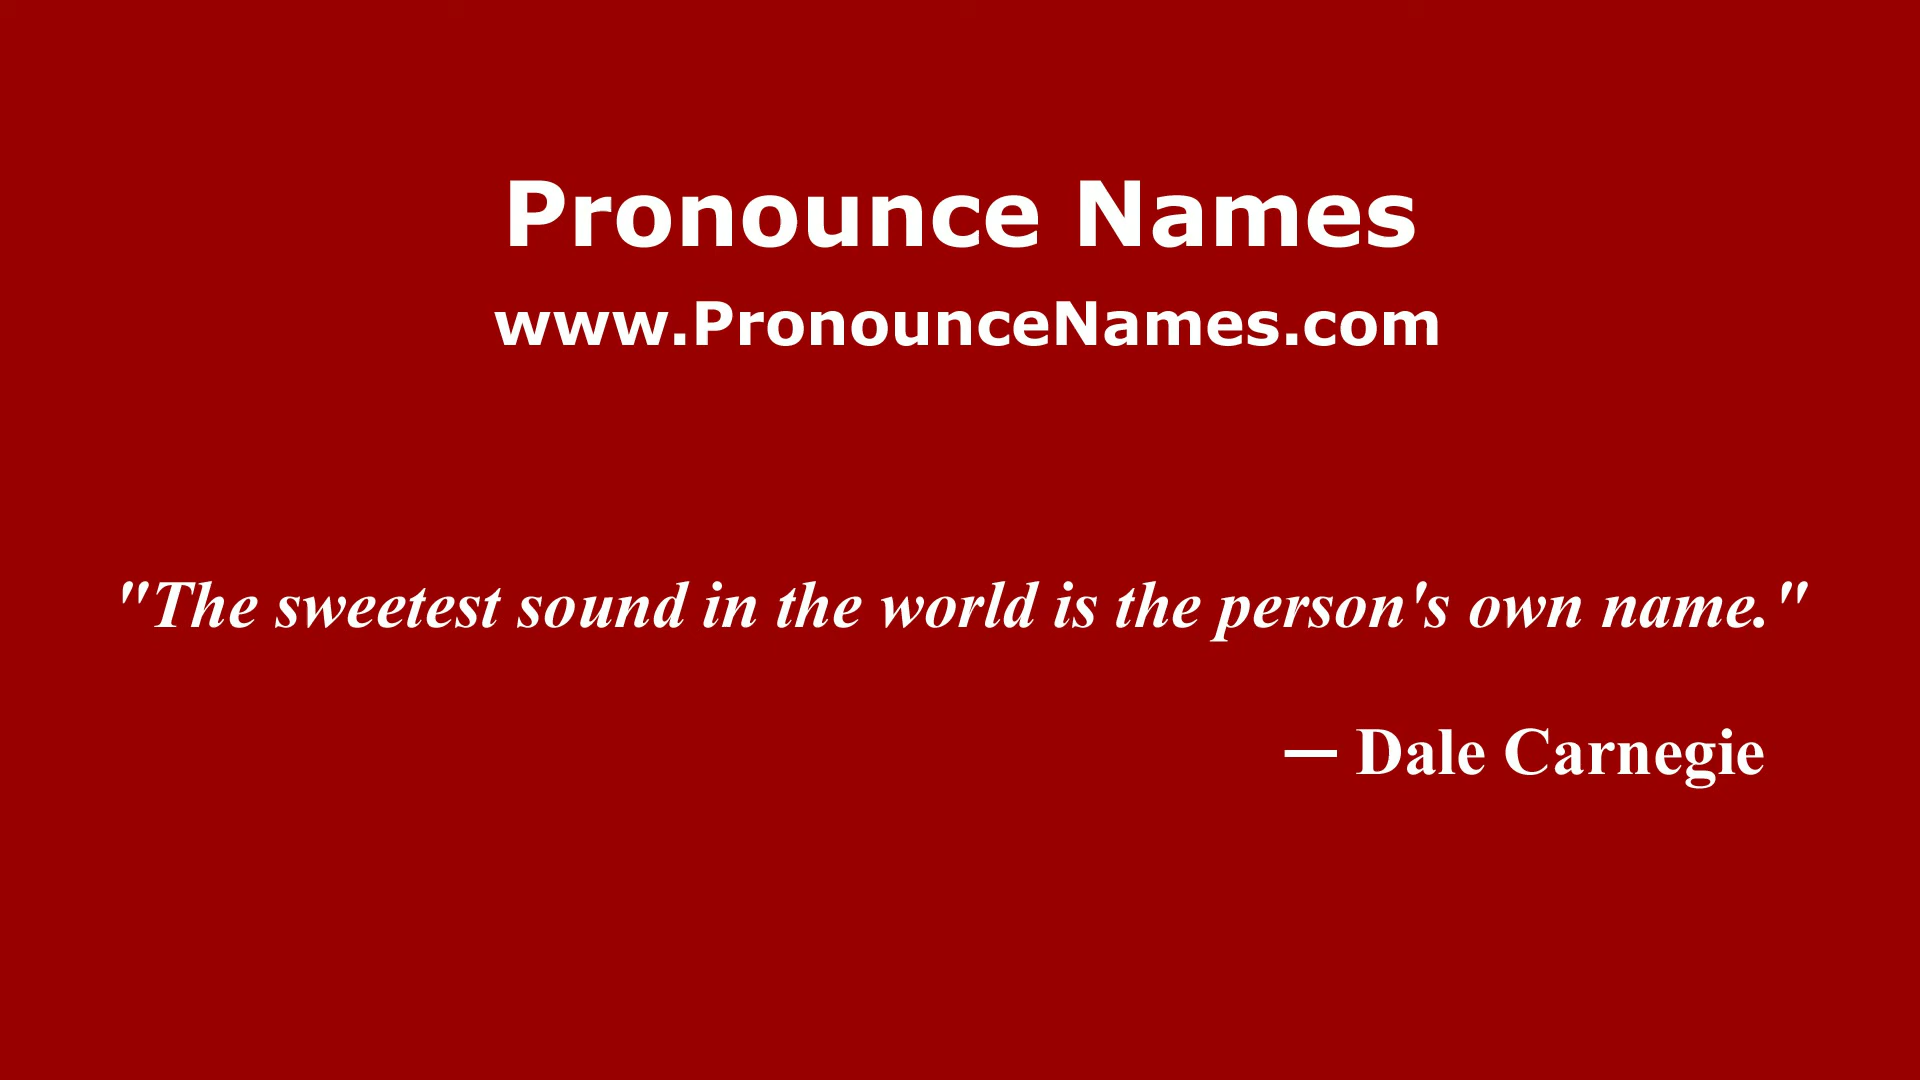 Pronounce Names
www.PronounceNames.com
"The sweetest sound in the world is the person's own name."
— Dale Carnegie